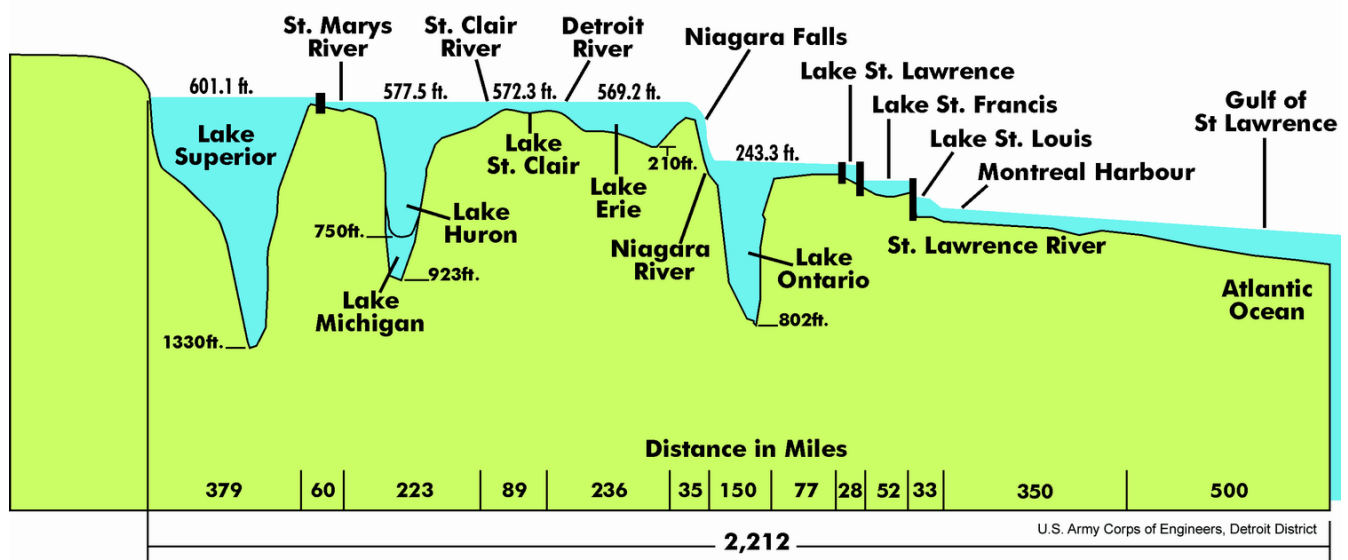 St. Marys
River
St. Clair
River
Detroit
River
Niagara Falls
Lake St. Lawrence
Lake St. Francis
Lake St. Louis
Montreal Harbour
Gulf of
St Lawrence
601.1 ft.
577.5 ft.
572.3 ft.
569.2 ft.
243.3 ft.
Lake
Superior
Lake
St. Clair
210ft.
Lake
Erie
Lake
Huron
750ft.
923ft.
Lake
Michigan
1330ft.
Niagara
River
Lake
Ontario
802ft.
St. Lawrence River
Atlantic
Ocean
Distance in Miles
379 60 223 89 236 35 150 77 28 52 33 350 500
U.S. Army Corps of Engineers, Detroit District
2,212